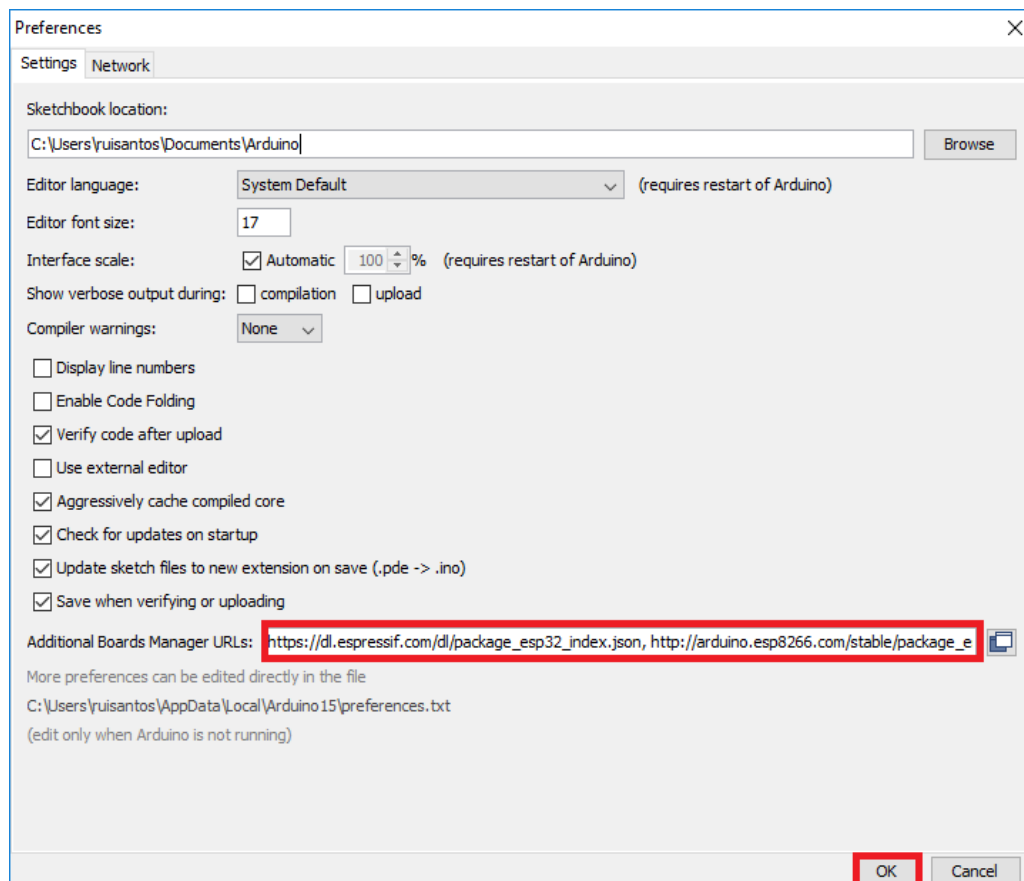 Preferences
Settings Network
Sketchbook location:
C:\Users\ruisantos\Documents\Arduino Browse
Editor language: System Default (requires restart of Arduino)
Editor font size: 17
Interface scale: Automatic 100 % (requires restart of Arduino)
Show verbose output during: compilation upload
Compiler warnings: None
Display line numbers
Enable Code Folding
Verify code after upload
Use external editor
Aggressively cache compiled core
Check for updates on startup
Update sketch files to new extension on save (.pde -> .ino)
Save when verifying or uploading
Additional Boards Manager URLs: https://dl.espressif.com/dl/package_esp32_index.json, http://arduino.esp8266.com/stable/package_e
More preferences can be edited directly in the file
C:\Users\ruisantos\AppData\Local\Arduino15\preferences.txt
(edit only when Arduino is not running)
OK Cancel